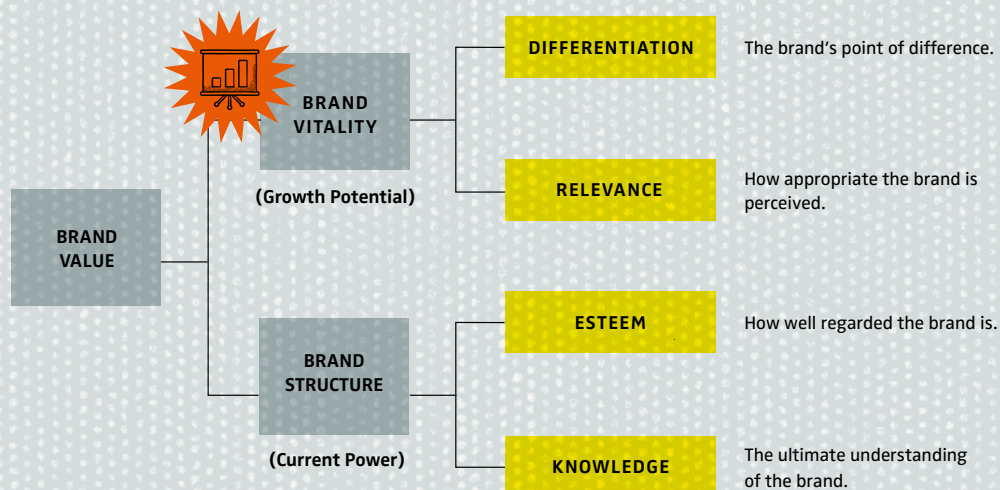 BRAND
VALUE
BRAND
VITALITY
(Growth Potential)
DIFFERENTIATION
The brand’s point of difference.
RELEVANCE
How appropriate the brand is
perceived.
BRAND
STRUCTURE
(Current Power)
ESTEEM
How well regarded the brand is.
KNOWLEDGE
The ultimate understanding
of the brand.